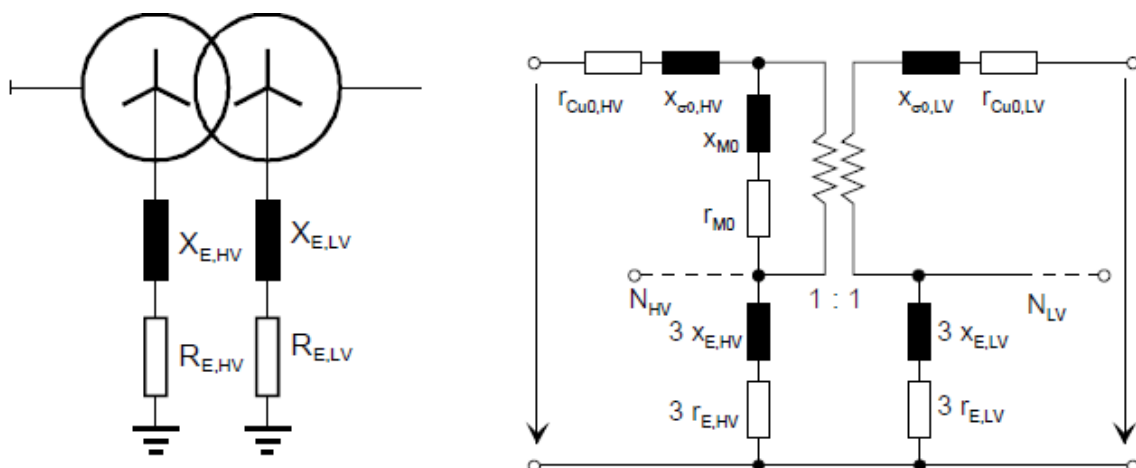 X_E,HV
X_E,LV
R_E,HV
R_E,LV
r_Cu0,HV
x_σ0,HV
x_σ0,LV
r_Cu0,LV
x_M0
r_M0
N_HV
1 : 1
N_LV
3 x_E,HV
3 x_E,LV
3 r_E,HV
3 r_E,LV